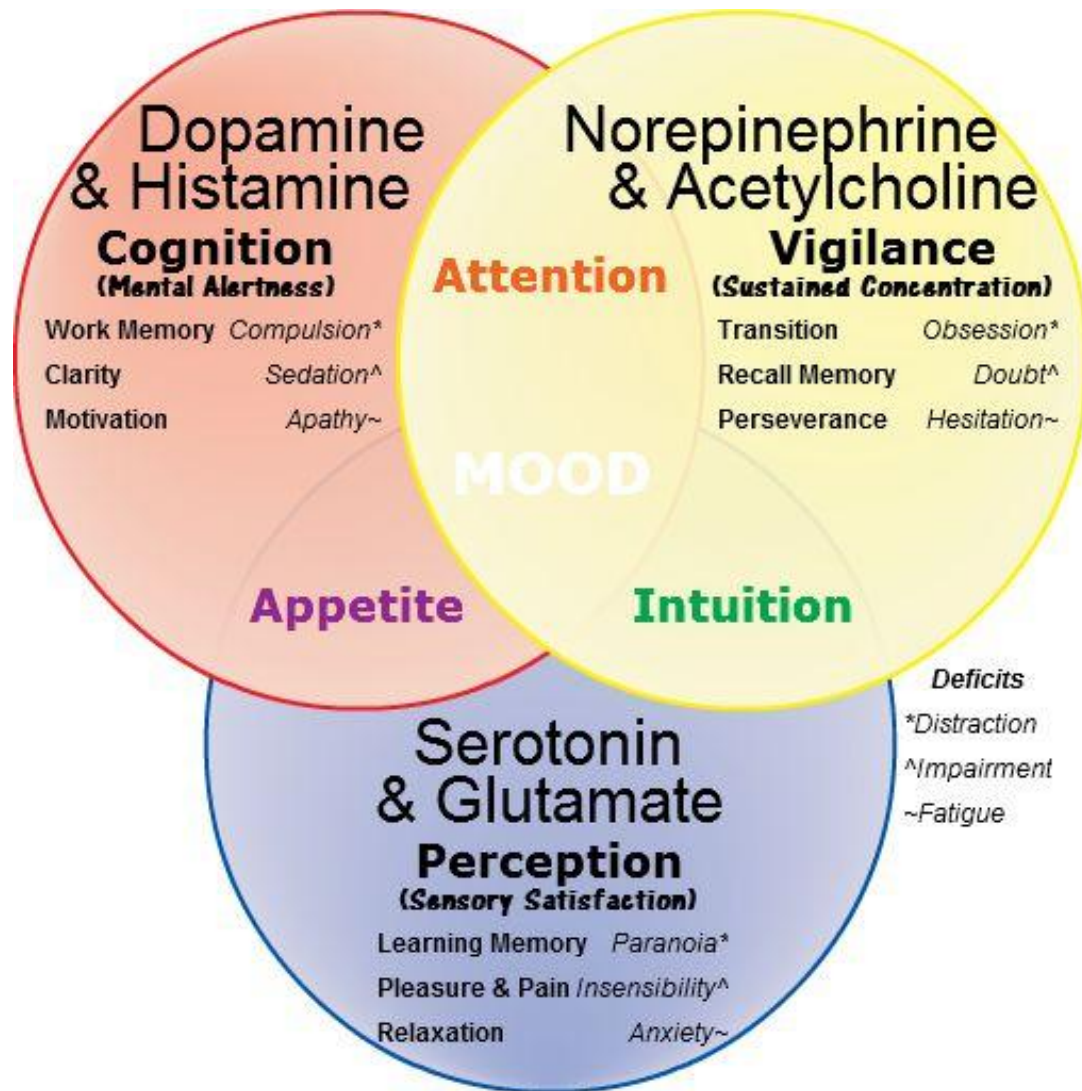 Dopamine
& Histamine
Cognition
(Mental Alertness)
Work Memory Compulsion*
Clarity Sedation^
Motivation Apathy~
Norepinephrine
& Acetylcholine
Vigilance
(Sustained Concentration)
Transition Obsession*
Recall Memory Doubt^
Perseverance Hesitation~
Attention
MOOD
Appetite
Intuition
Serotonin
& Glutamate
Perception
(Sensory Satisfaction)
Learning Memory Paranoia*
Pleasure & Pain Insensibility^
Relaxation Anxiety~
Deficits
*Distraction
^Impairment
~Fatigue